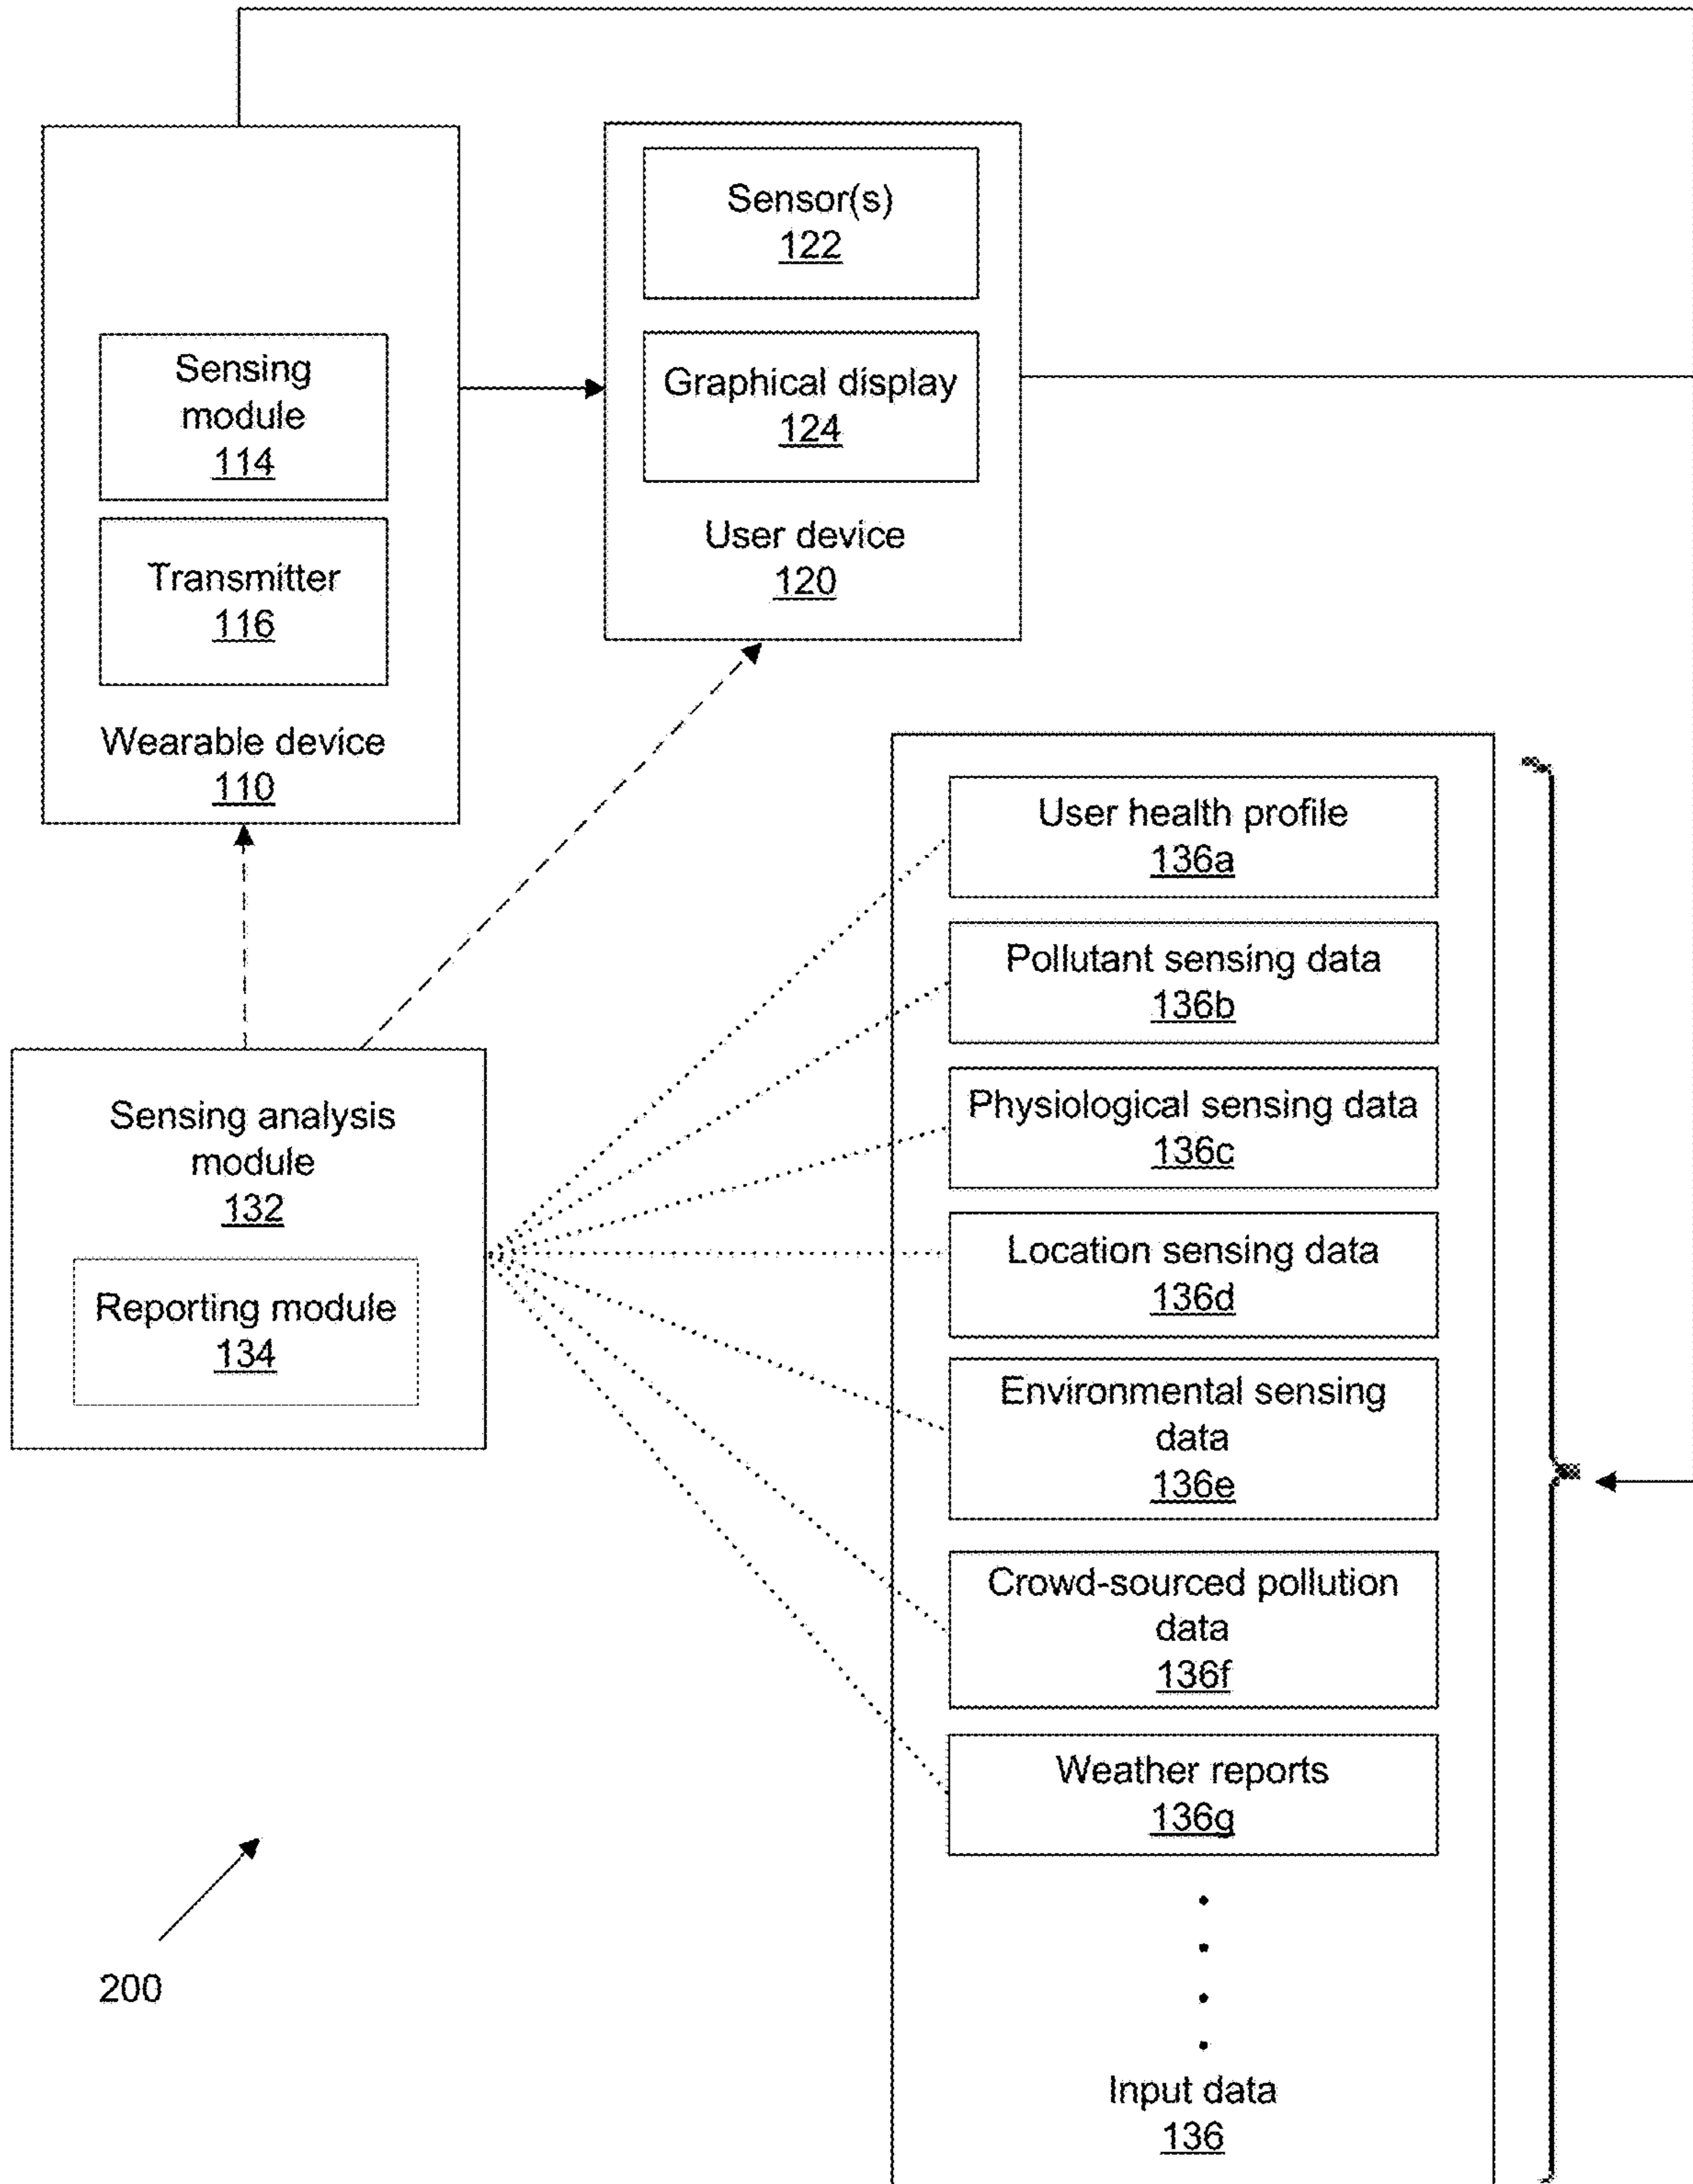 Sensing
module
114
Transmitter
116
Wearable device
110
Sensor(s)
122
Graphical display
124
User device
120
Sensing analysis
module
132
Reporting module
134
User health profile
136a
Pollutant sensing data
136b
Physiological sensing data
136c
Location sensing data
136d
Environmental sensing
data
136e
Crowd-sourced pollution
data
136f
Weather reports
136g
Input data
136
200